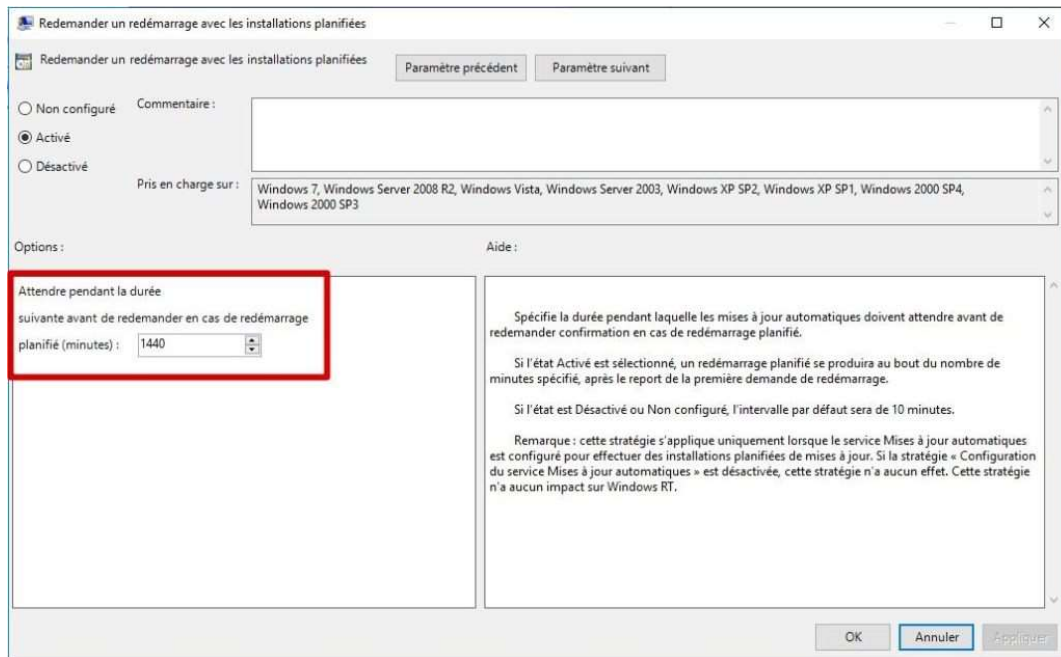 Redemander un redémarrage avec les installations planifiées
Redemander un redémarrage avec les installations planifiées
Paramètre précédent
Paramètre suivant
Non configuré
Commentaire :
Activé
Désactivé
Pris en charge sur :
Windows 7, Windows Server 2008 R2, Windows Vista, Windows Server 2003, Windows XP SP2, Windows XP SP1, Windows 2000 SP4,
Windows 2000 SP3
Options :
Aide :
Attendre pendant la durée
suivante avant de redemander en cas de redémarrage
planifié (minutes) : 1440
Spécifie la durée pendant laquelle les mises à jour automatiques doivent attendre avant de
redemander confirmation en cas de redémarrage planifié.
Si l'état Activé est sélectionné, un redémarrage planifié se produira au bout du nombre de
minutes spécifié, après le report de la première demande de redémarrage.
Si l'état est Désactivé ou Non configuré, l'intervalle par défaut sera de 10 minutes.
Remarque : cette stratégie s'applique uniquement lorsque le service Mises à jour automatiques
est configuré pour effectuer des installations planifiées de mises à jour. Si la stratégie « Configuration
du service Mises à jour automatiques » est désactivée, cette stratégie n'a aucun effet. Cette stratégie
n'a aucun impact sur Windows RT.
OK
Annuler
Appliquer